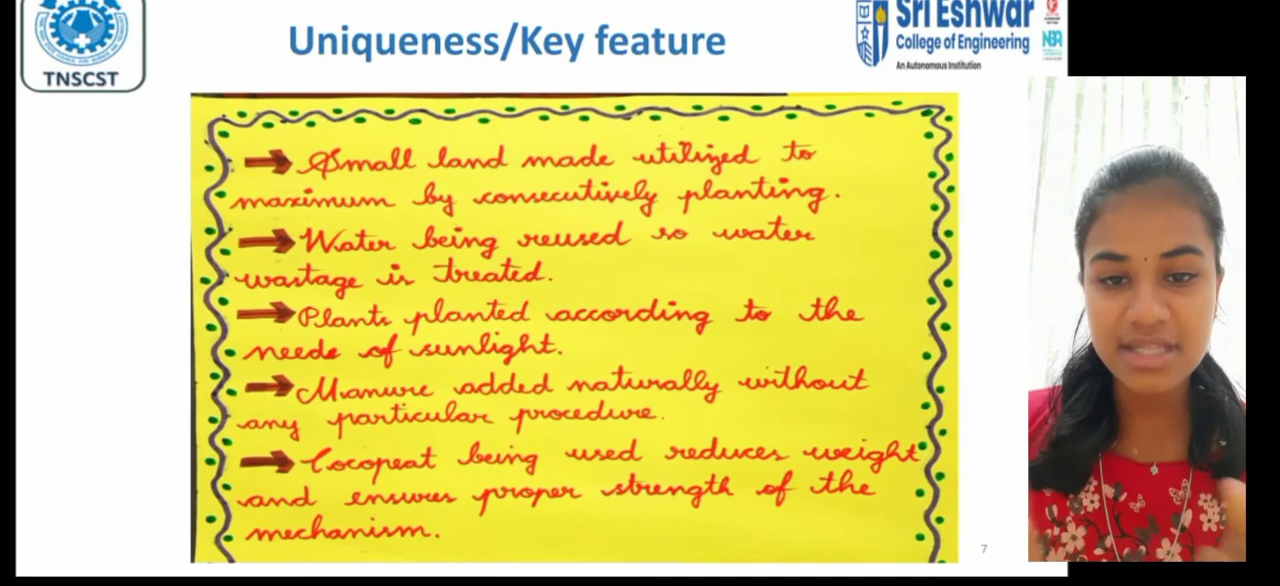 TNSCST
Uniqueness/Key feature
Sri Eshwar
College of Engineering
An Autonomous Institution
NBA
Small land made utilized to
maximum by consecutively planting.
Water being reused so water
wastage is treated.
Plants planted according to the
needs of sunlight.
Manure added naturally without
any particular procedure.
Cocopeat being used reduces weight
and ensures proper strength of the
mechanism.
7